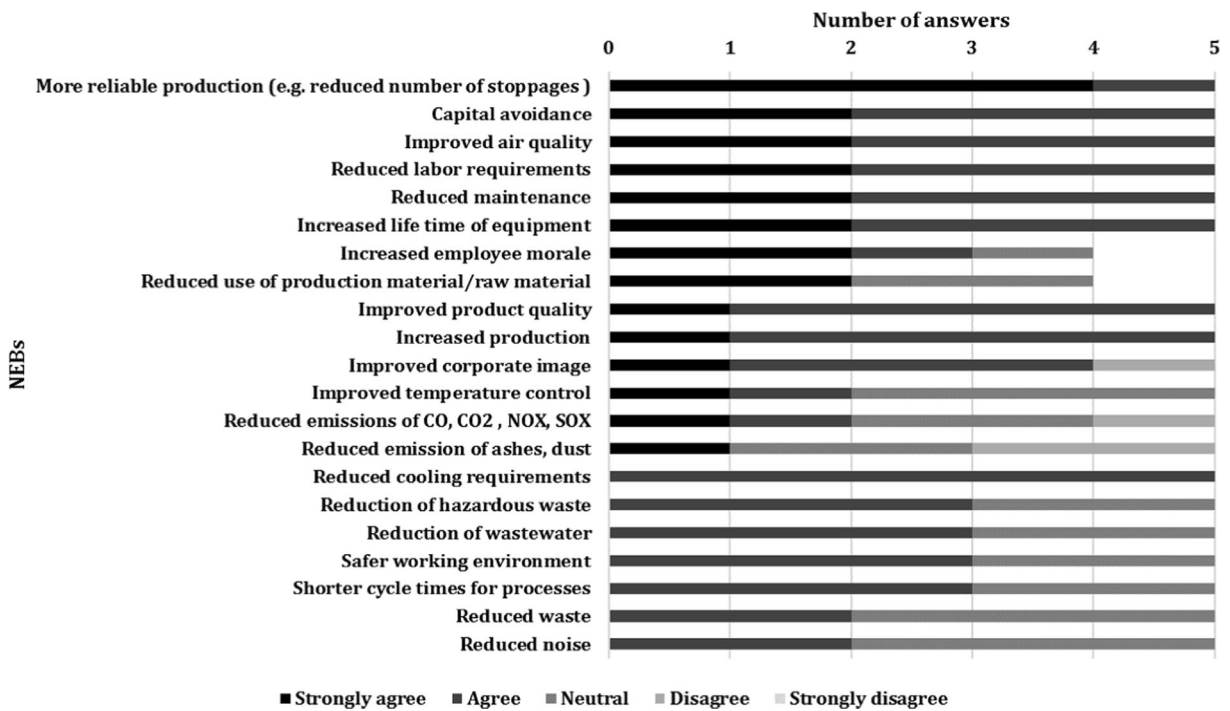 Number of answers
0 1 2 3 4 5
More reliable production (e.g. reduced number of stoppages )
Capital avoidance
Improved air quality
Reduced labor requirements
Reduced maintenance
Increased life time of equipment
Increased employee morale
Reduced use of production material/raw material
Improved product quality
Increased production
Improved corporate image
Improved temperature control
Reduced emissions of CO, CO2 , NOX, SOX
Reduced emission of ashes, dust
Reduced cooling requirements
Reduction of hazardous waste
Reduction of wastewater
Safer working environment
Shorter cycle times for processes
Reduced waste
Reduced noise
NEBs
Strongly agree Agree Neutral Disagree Strongly disagree